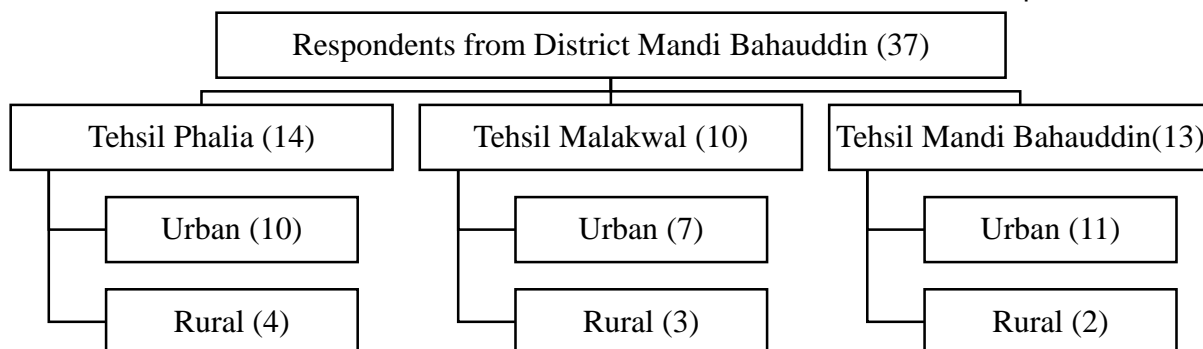 Respondents from District Mandi Bahauddin (37)
Tehsil Phalia (14)
Urban (10)
Rural (4)
Tehsil Malakwal (10)
Urban (7)
Rural (3)
Tehsil Mandi Bahauddin(13)
Urban (11)
Rural (2)